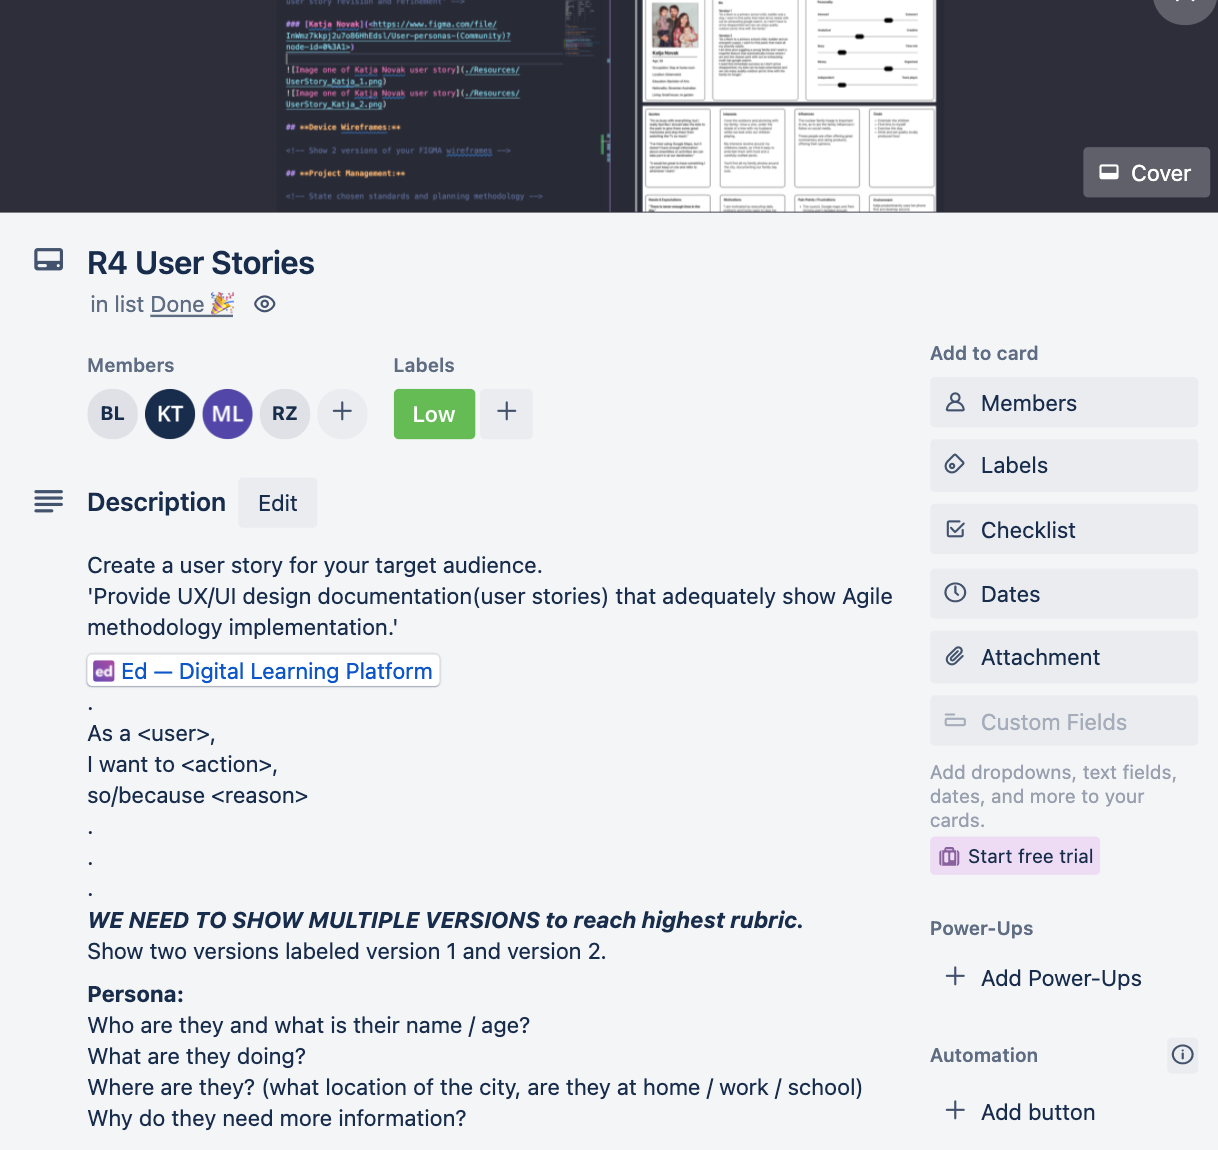 user story revision and refinement' -->
### [Katja Novak](<https://www.figma.com/file/
node-id=0%3A1>)
![Image one of Katja Novak user story](./Resources/
UserStory_Katja_1.png)
![Image one of Katja Novak user story](./Resources/
UserStory_Katja_2.png)
## **Device Wireframes:**
<!-- Show 2 versions of your FIGMA wireframes -->
## **Project Management:**
<!-- State chosen standards and planning methodology -->
Katja Novak
Cover
R4 User Stories
in list Done 🎉
Members
Labels
BL
KT
ML
RZ
+
Low
+
Description
Edit
Create a user story for your target audience.
'Provide UX/UI design documentation(user stories) that adequately show Agile
methodology implementation.'
ed Ed — Digital Learning Platform
.
As a <user>,
I want to <action>,
so/because <reason>
.
.
.
WE NEED TO SHOW MULTIPLE VERSIONS to reach highest rubric.
Show two versions labeled version 1 and version 2.
Persona:
Who are they and what is their name / age?
What are they doing?
Where are they? (what location of the city, are they at home / work / school)
Why do they need more information?
Add to card
Members
Labels
Checklist
Dates
Attachment
Custom Fields
Add dropdowns, text fields,
dates, and more to your
cards.
Start free trial
Power-Ups
+ Add Power-Ups
Automation
+ Add button